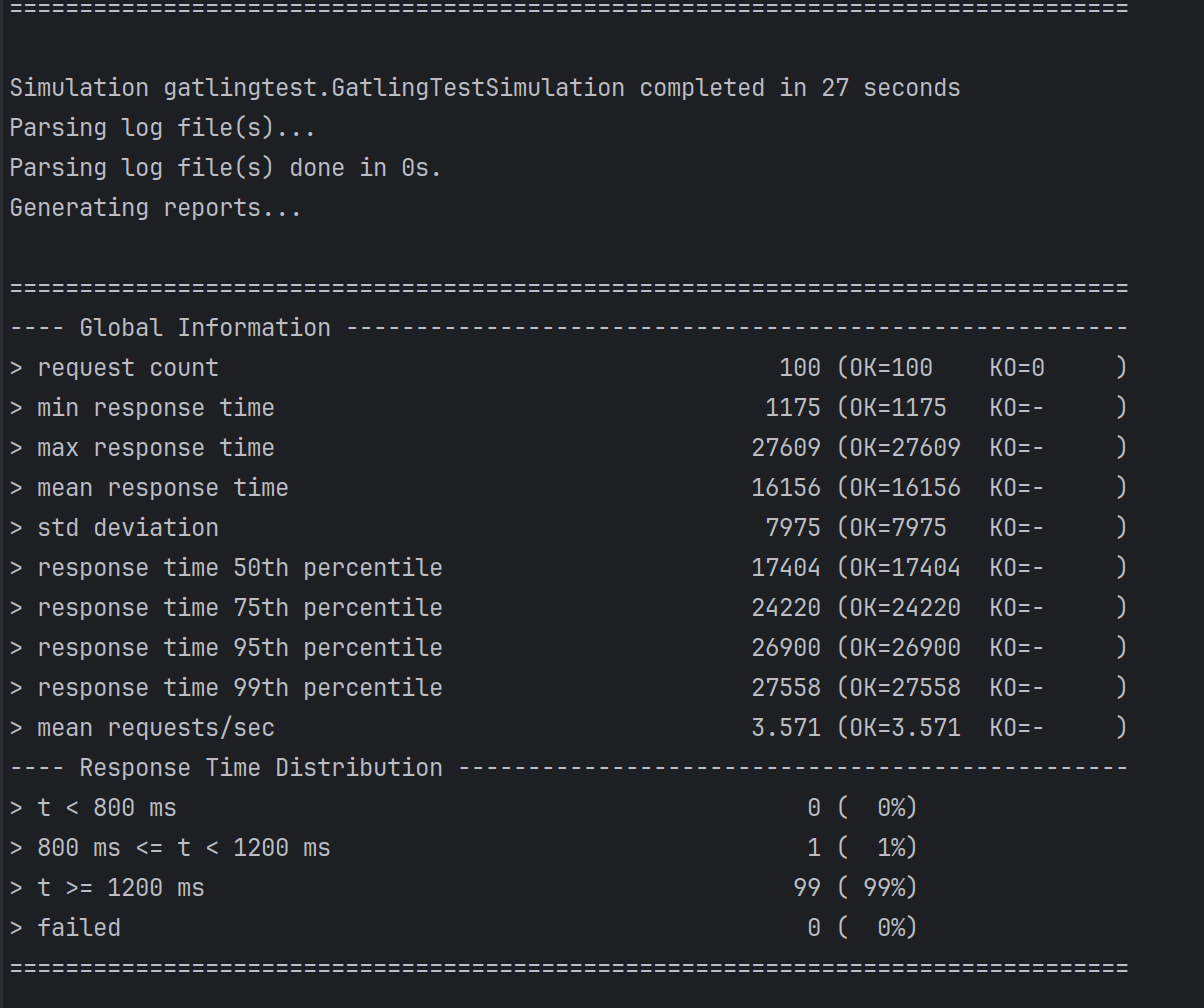 ================================================================================

Simulation gatlingtest.GatlingTestSimulation completed in 27 seconds
Parsing log file(s)...
Parsing log file(s) done in 0s.
Generating reports...

================================================================================
---- Global Information --------------------------------------------------------
> request count                                        100 (OK=100    KO=0     )
> min response time                                   1175 (OK=1175   KO=-     )
> max response time                                  27609 (OK=27609  KO=-     )
> mean response time                                 16156 (OK=16156  KO=-     )
> std deviation                                       7975 (OK=7975   KO=-     )
> response time 50th percentile                      17404 (OK=17404  KO=-     )
> response time 75th percentile                      24220 (OK=24220  KO=-     )
> response time 95th percentile                      26900 (OK=26900  KO=-     )
> response time 99th percentile                      27558 (OK=27558  KO=-     )
> mean requests/sec                                  3.571 (OK=3.571  KO=-     )
---- Response Time Distribution ------------------------------------------------
> t < 800 ms                                             0 (  0%)
> 800 ms <= t < 1200 ms                                  1 (  1%)
> t >= 1200 ms                                          99 ( 99%)
> failed                                                 0 (  0%)
================================================================================